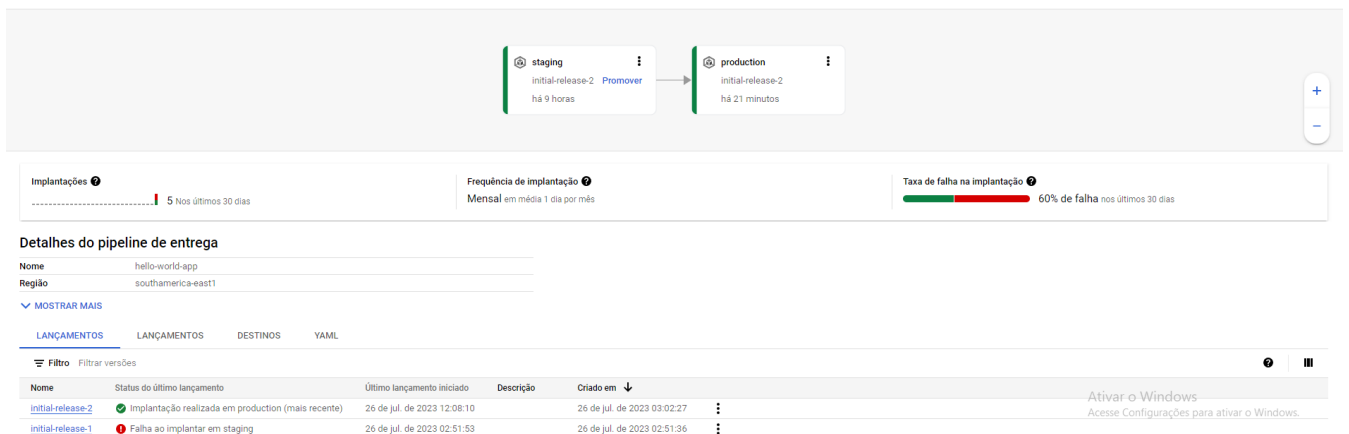 staging
initial-release-2 Promover
há 9 horas
production
initial-release-2
há 21 minutos
+
−
Implantações
5 Nos últimos 30 dias
Frequência de implantação
Mensal em média 1 dia por mês
Taxa de falha na implantação
60% de falha nos últimos 30 dias
Detalhes do pipeline de entrega
Nome hello-world-app
Região southamerica-east1
MOSTRAR MAIS
LANÇAMENTOS LANÇAMENTOS DESTINOS YAML
Filtro Filtrar versões
Nome Status do último lançamento Último lançamento iniciado Descrição Criado em
initial-release-2 Implantação realizada em production (mais recente) 26 de jul. de 2023 12:08:10 26 de jul. de 2023 03:02:27
initial-release-1 Falha ao implantar em staging 26 de jul. de 2023 02:51:53 26 de jul. de 2023 02:51:36
Ativar o Windows
Acesse Configurações para ativar o Windows.